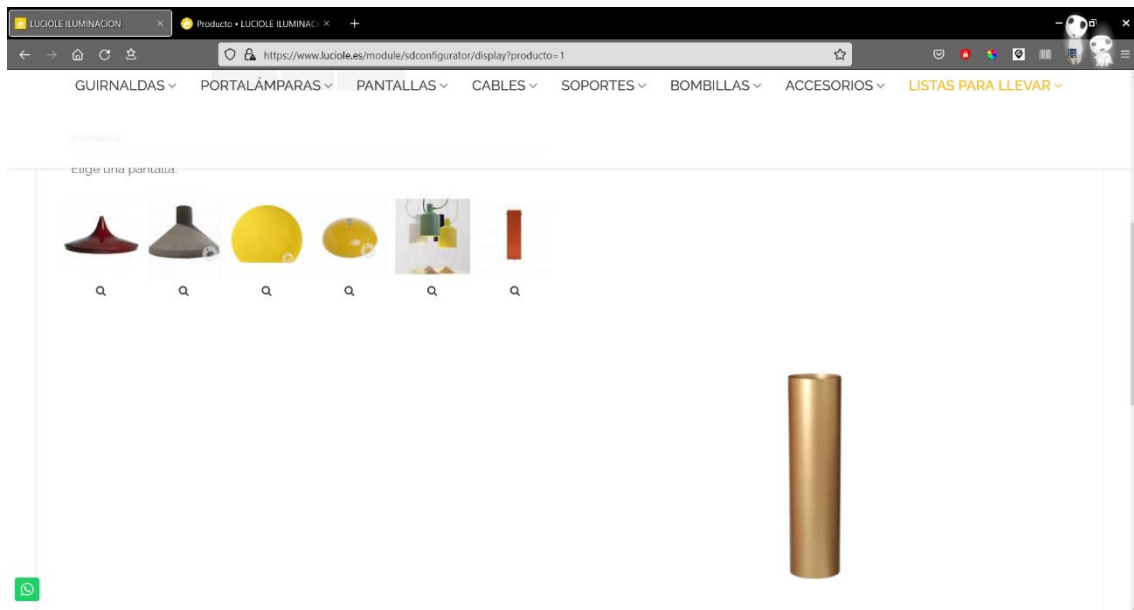 LUCIOLE ILUMINACION
Producto • LUCIOLE ILUMINACI
https://www.luciole.es/module/sdconfigurator/display?producto=1
GUIRNALDAS PORTALÁMPARAS PANTALLAS CABLES SOPORTES BOMBILLAS ACCESORIOS LISTAS PARA LLEVAR
Pantalla
Elige una pantalla: